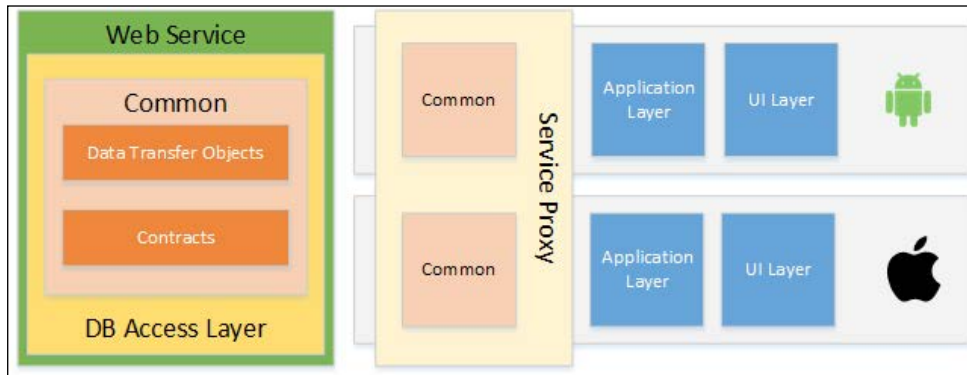 Web Service
Common
Data Transfer Objects
Contracts
DB Access Layer
Common
Service Proxy
Application
Layer
UI Layer
Common
Application
Layer
UI Layer